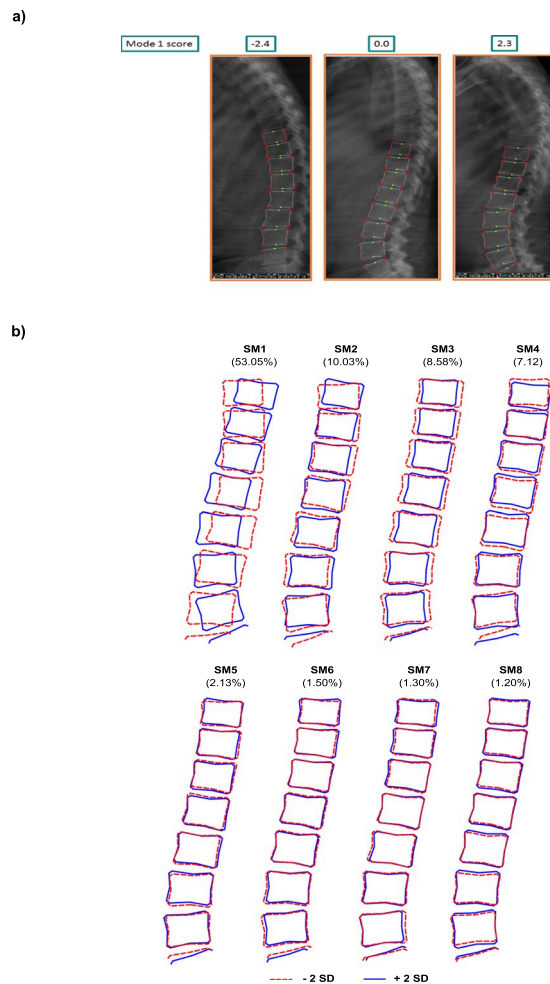 a)
Mode 1 score -2.4 0.0 2.3
b)
SM1 SM2 SM3 SM4
(53.05%) (10.03%) (8.58%) (7.12)
SM5 SM6 SM7 SM8
(2.13%) (1.50%) (1.30%) (1.20%)
- 2 SD + 2 SD